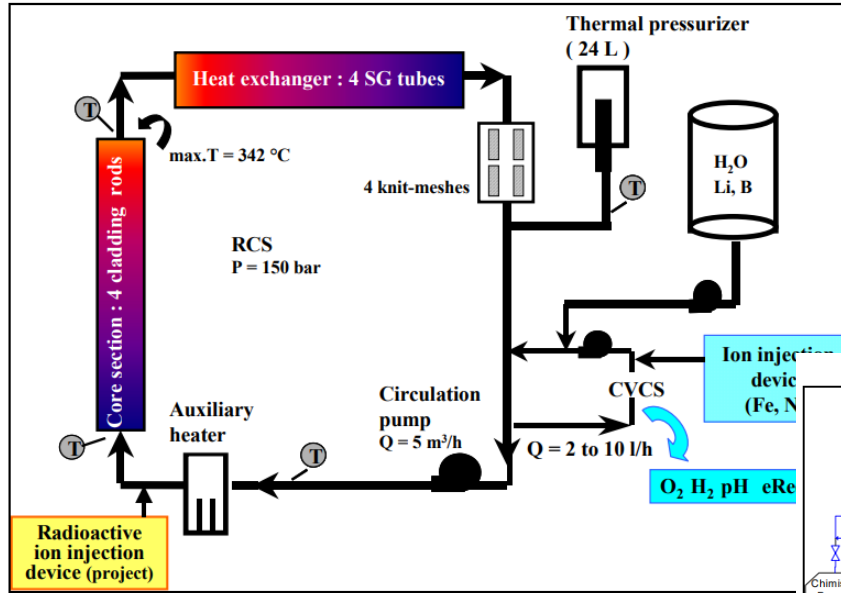 Thermal pressurizer
( 24 L )
Heat exchanger : 4 SG tubes
T
max.T = 342 °C
4 knit-meshes
T
H₂O
Li, B
Core section : 4 cladding rods
RCS
P = 150 bar
Ion injection
CVCS
(Fe,
Circulation
pump
Q = 5 m³/h
Auxiliary
heater
T
T
Q = 2 to 10 l/h
O₂ H₂ pH
Radioactive
ion injection
device (project)